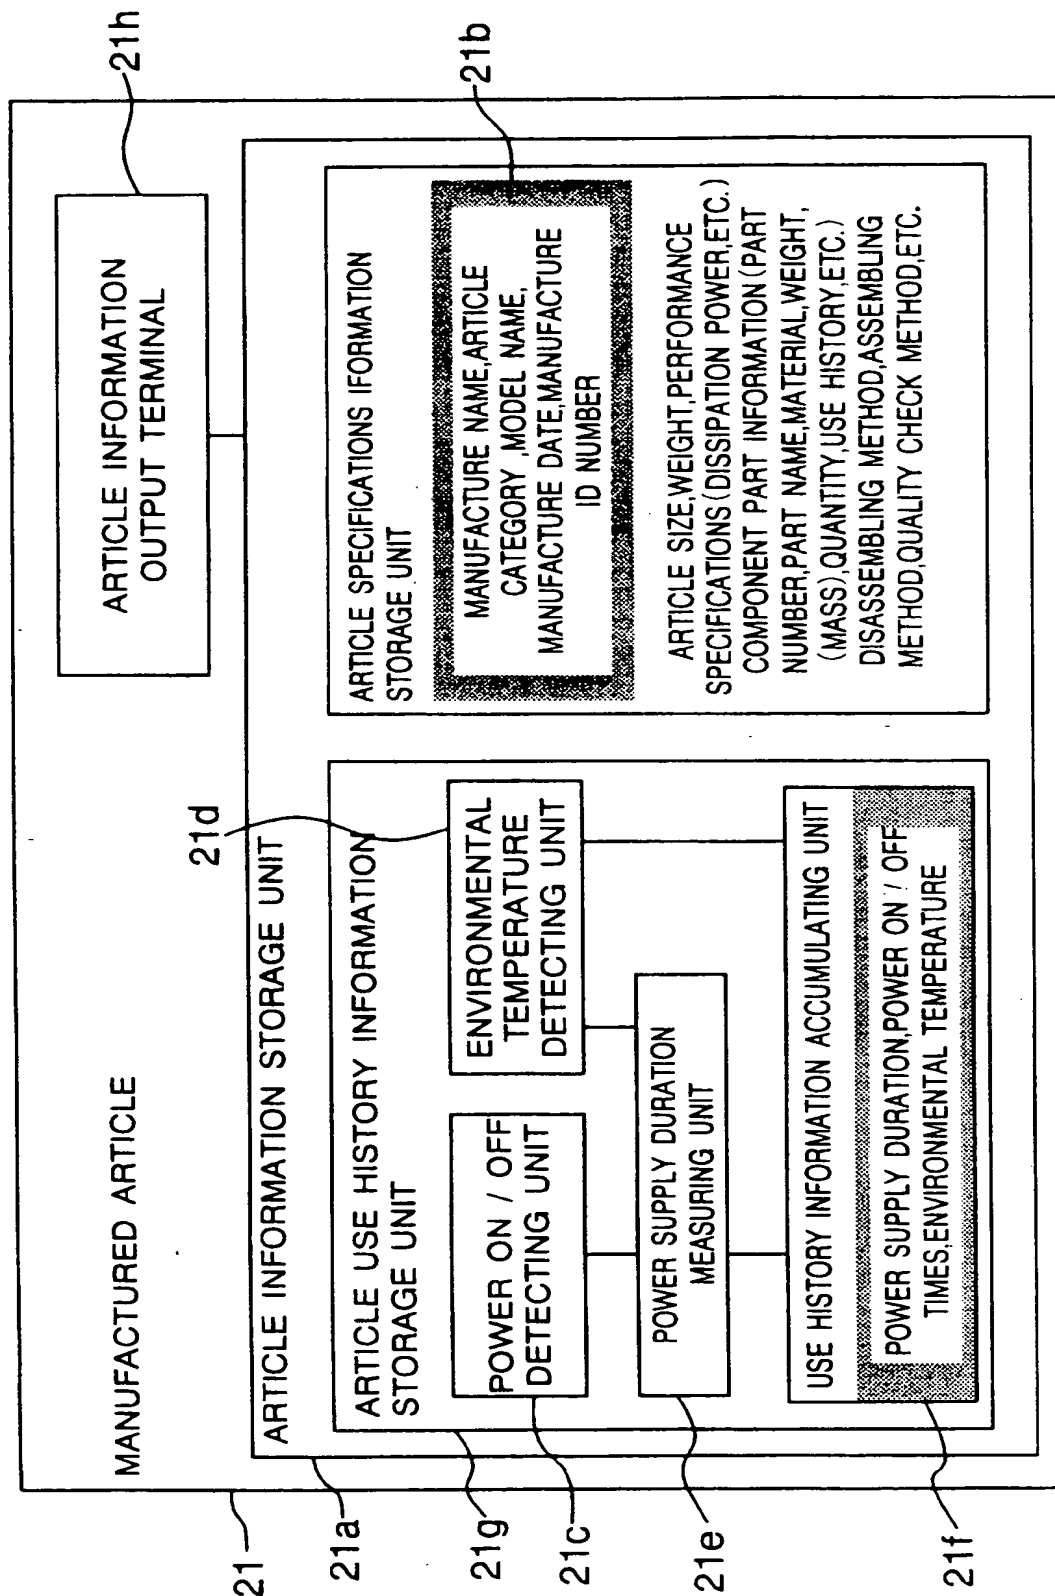 MANUFACTURED ARTICLE
21
ARTICLE INFORMATION
OUTPUT TERMINAL
21h
ARTICLE INFORMATION STORAGE UNIT
21a
ARTICLE USE HISTORY INFORMATION
STORAGE UNIT
21g
21d
POWER ON / OFF
DETECTING UNIT
21c
ENVIRONMENTAL
TEMPERATURE
DETECTING UNIT
POWER SUPPLY DURATION
MEASURING UNIT
21e
USE HISTORY INFORMATION ACCUMULATING UNIT
POWER SUPPLY DURATION,POWER ON / OFF
TIMES,ENVIRONMENTAL TEMPERATURE
21f
ARTICLE SPECIFICATIONS IFORMATION
STORAGE UNIT
21b
MANUFACTURE NAME,ARTICLE
CATEGORY ,MODEL NAME,
MANUFACTURE DATE,MANUFACTURE
ID NUMBER
ARTICLE SIZE,WEIGHT,PERFORMANCE
SPECIFICATIONS(DISSIPATION POWER,ETC.)
COMPONENT PART INFORMATION(PART
NUMBER,PART NAME,MATERIAL,WEIGHT,
(MASS),QUANTITY,USE HISTORY,ETC.)
DISASSEMBLING METHOD,ASSEMBLING
METHOD,QUALITY CHECK METHOD,ETC.